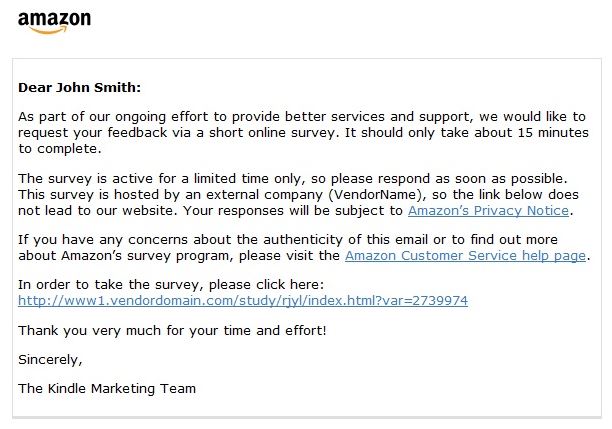 amazon
Dear John Smith:
As part of our ongoing effort to provide better services and support, we would like to
request your feedback via a short online survey. It should only take about 15 minutes
to complete.
The survey is active for a limited time only, so please respond as soon as possible.
This survey is hosted by an external company (VendorName), so the link below does
not lead to our website. Your responses will be subject to Amazon’s Privacy Notice.
If you have any concerns about the authenticity of this email or to find out more
about Amazon’s survey program, please visit the Amazon Customer Service help page.
In order to take the survey, please click here:
http://www1.vendordomain.com/study/rjyl/index.html?var=2739974
Thank you very much for your time and effort!
Sincerely,
The Kindle Marketing Team